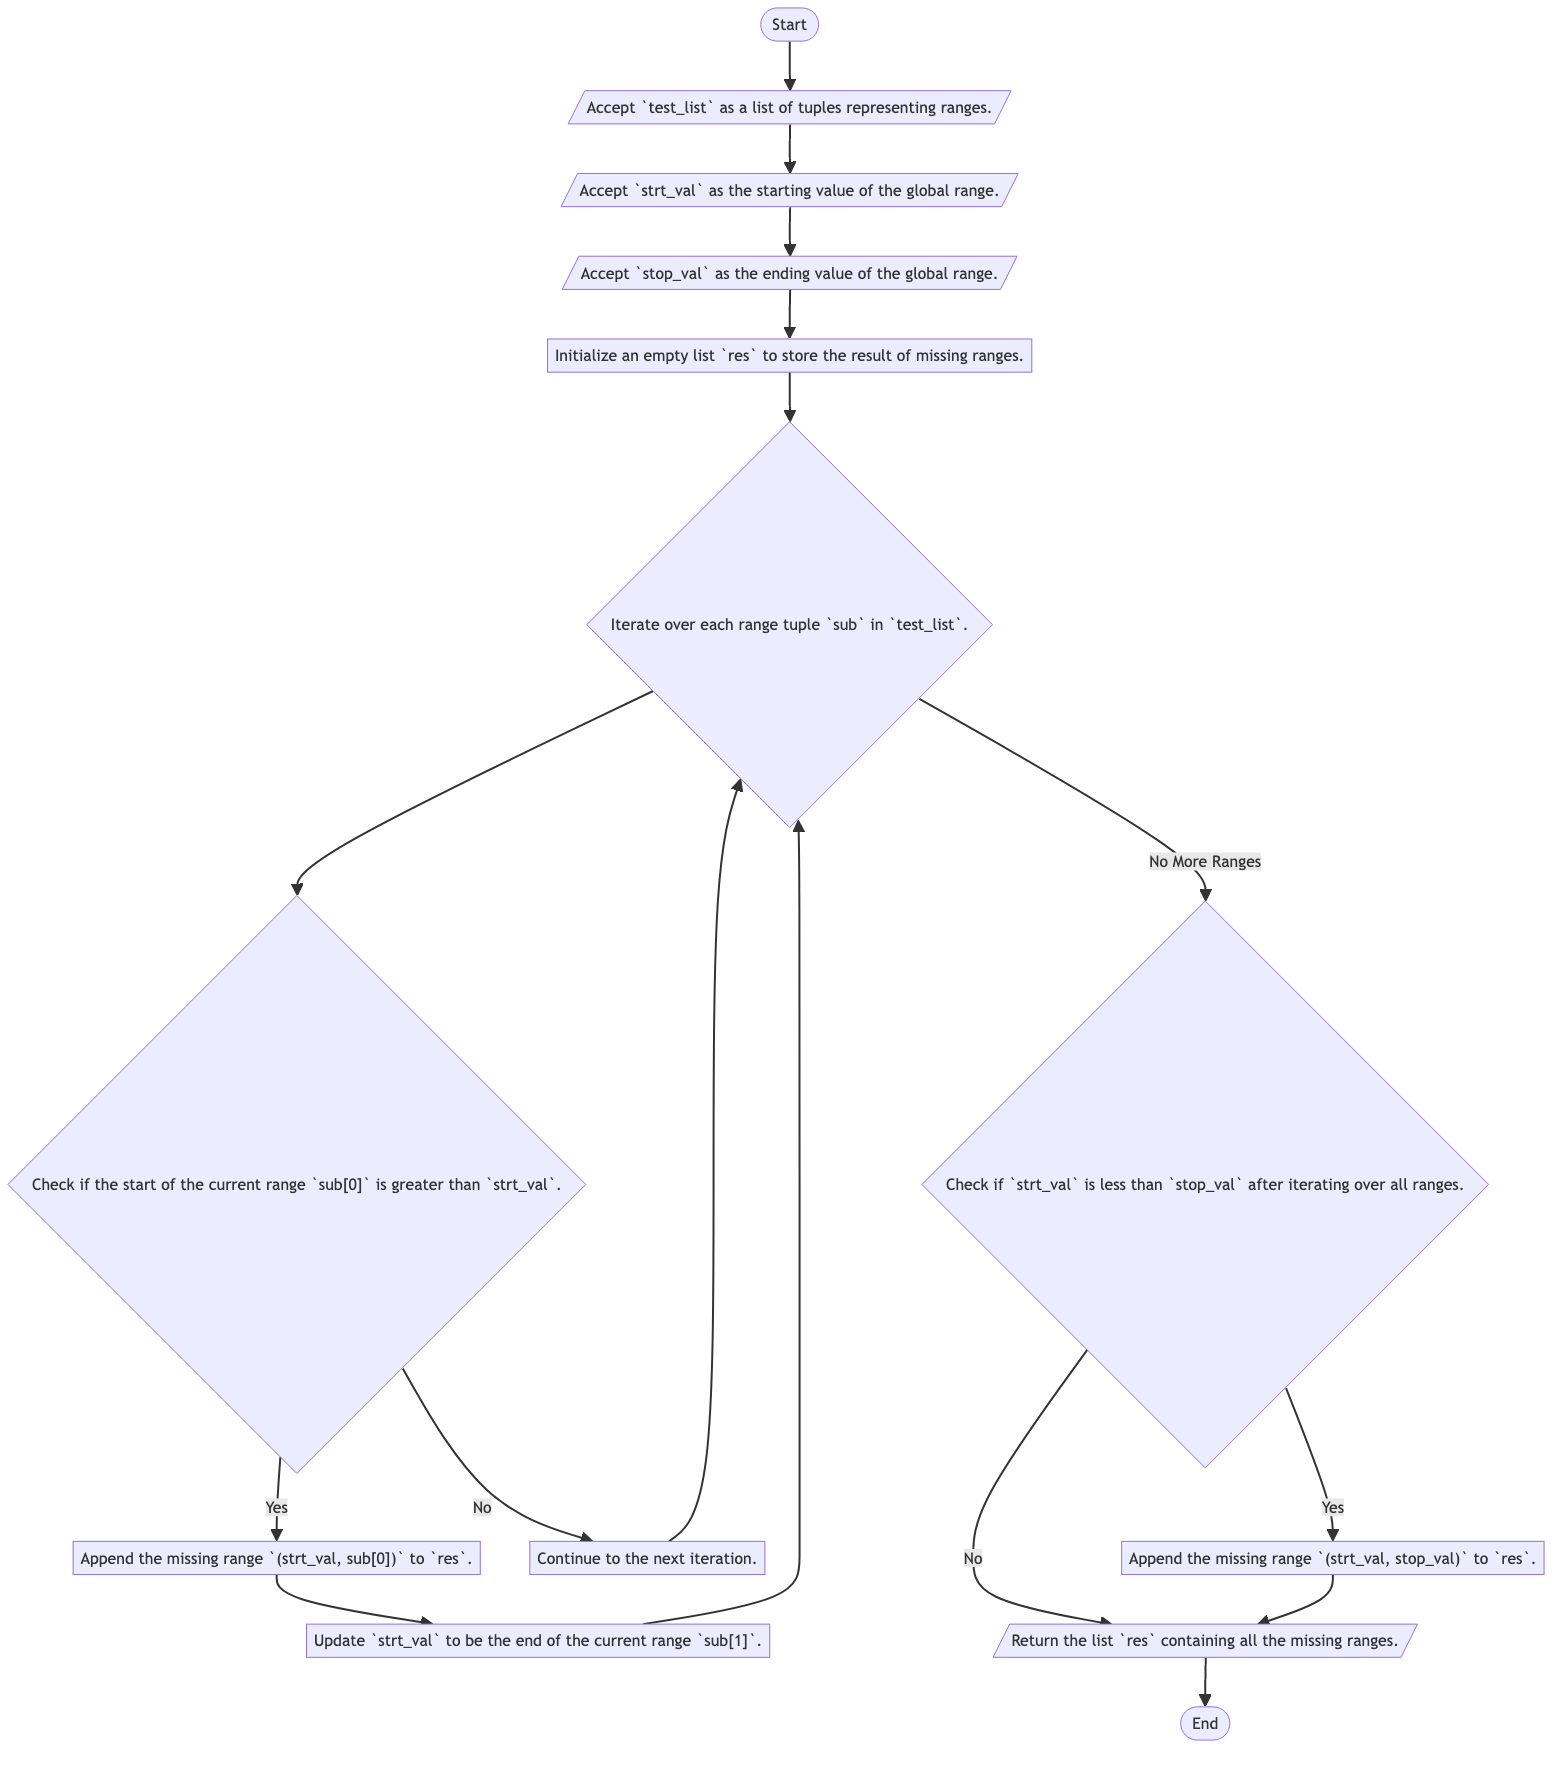 Start
Accept `test_list` as a list of tuples representing ranges.
Accept `strt_val` as the starting value of the global range.
Accept `stop_val` as the ending value of the global range.
Initialize an empty list `res` to store the result of missing ranges.
Iterate over each range tuple `sub` in `test_list`.
No More Ranges
Check if the start of the current range `sub[0]` is greater than `strt_val`.
Check if `strt_val` is less than `stop_val` after iterating over all ranges.
Yes
No
Yes
Append the missing range `(strt_val, sub[0])` to `res`.
Continue to the next iteration.
No
Append the missing range `(strt_val, stop_val)` to `res`.
Update `strt_val` to be the end of the current range `sub[1]`.
Return the list `res` containing all the missing ranges.
End